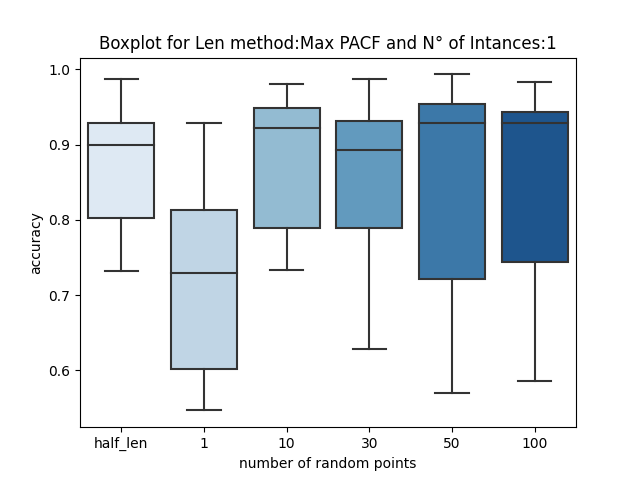 Boxplot for Len method:Max PACF and N° of Intances:1
1.0
0.9
0.8
0.7
0.6
accuracy
half_len 1 10 30 50 100
number of random points